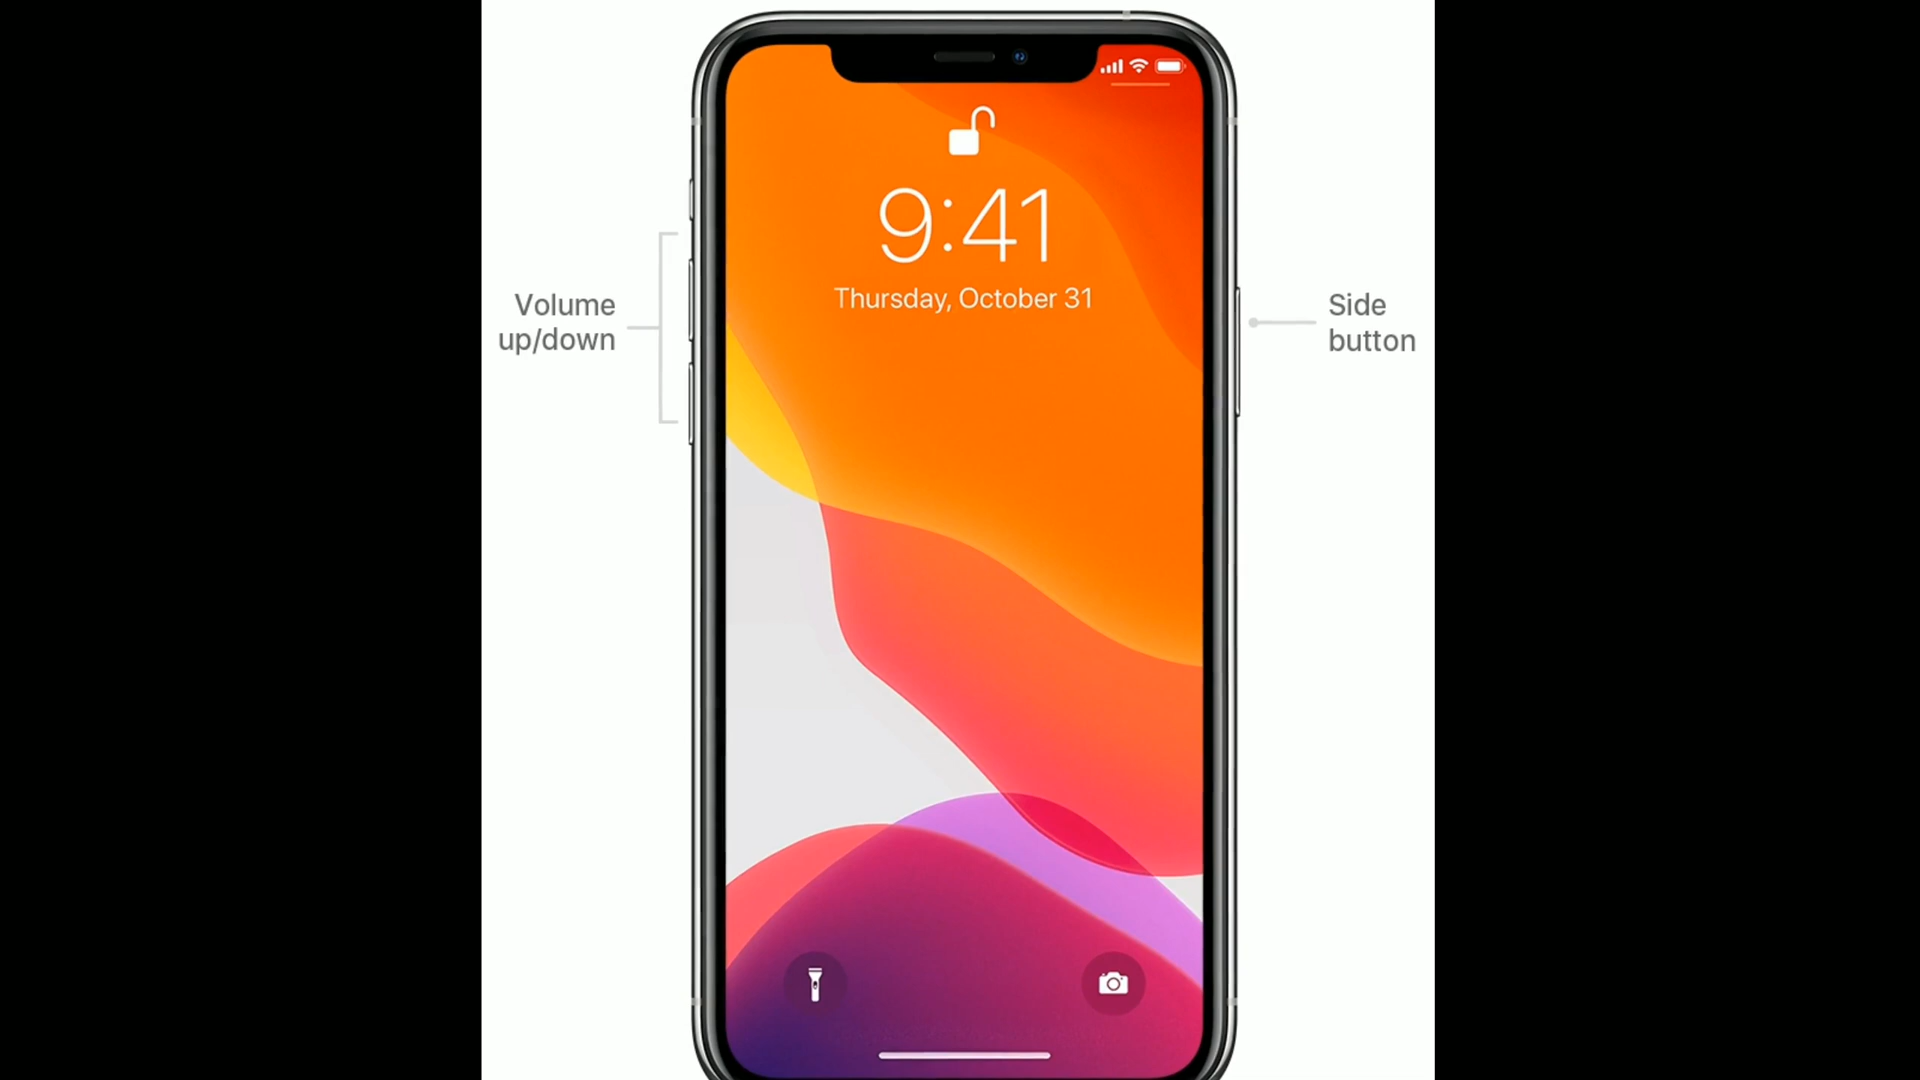 9:41
Thursday, October 31
Volume
up/down
Side
button